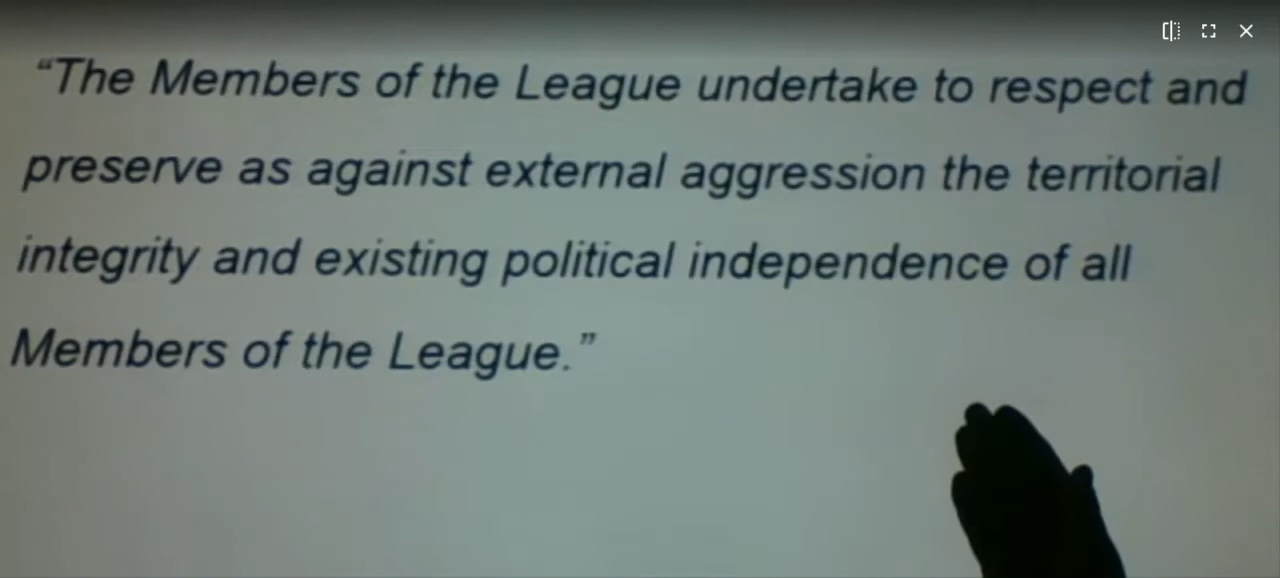 “The Members of the League undertake to respect and
preserve as against external aggression the territorial
integrity and existing political independence of all
Members of the League.”